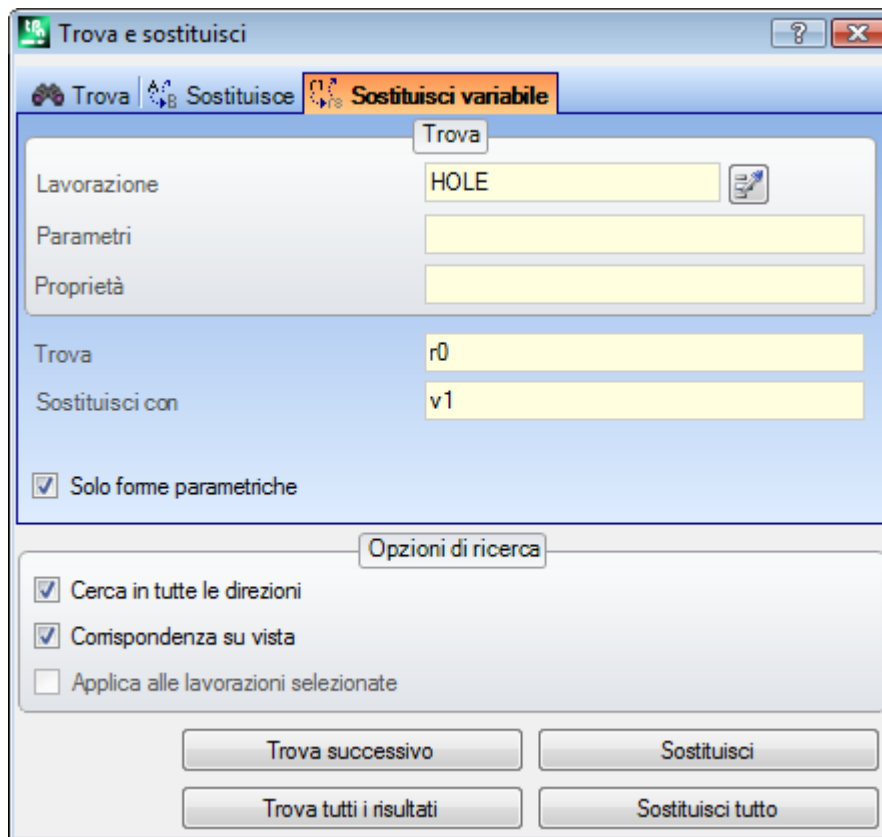 Trova e sostituisci
Trova Sostituisce Sostituisci variabile
Trova
Lavorazione HOLE
Parametri
Proprietà
Trova r0
Sostituisci con v1
Solo forme parametriche
Opzioni di ricerca
Cerca in tutte le direzioni
Corrispondenza su vista
Applica alle lavorazioni selezionate
Trova successivo Sostituisci
Trova tutti i risultati Sostituisci tutto